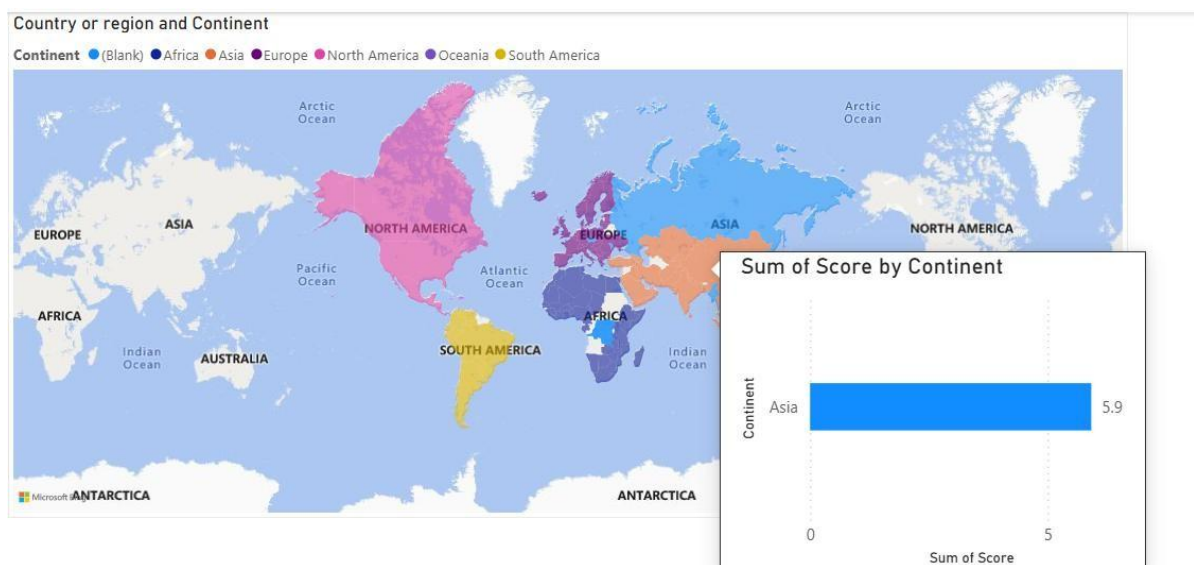 Country or region and Continent
Continent (Blank) Africa Asia Europe North America Oceania South America
Arctic Ocean
Arctic Ocean
EUROPE
ASIA
NORTH AMERICA
EUROPE
ASIA
NORTH AMERICA
Pacific Ocean
Atlantic Ocean
AFRICA
AFRICA
Indian Ocean
AUSTRALIA
SOUTH AMERICA
Indian Ocean
Microsoft
ANTARCTICA
ANTARCTICA
Sum of Score by Continent
Continent
Asia
5.9
0
5
Sum of Score